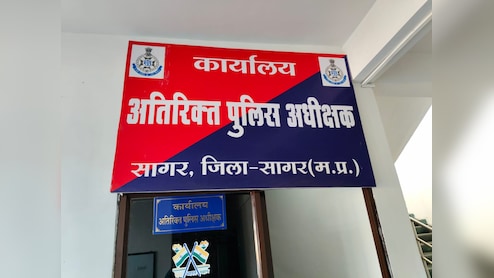 कार्यालय
अतिरिक्त पुलिस अधीक्षक
सागर, जिला-सागर(म.प्र.)
कार्यालय
अतिरिक्त पुलिस अधीक्षक